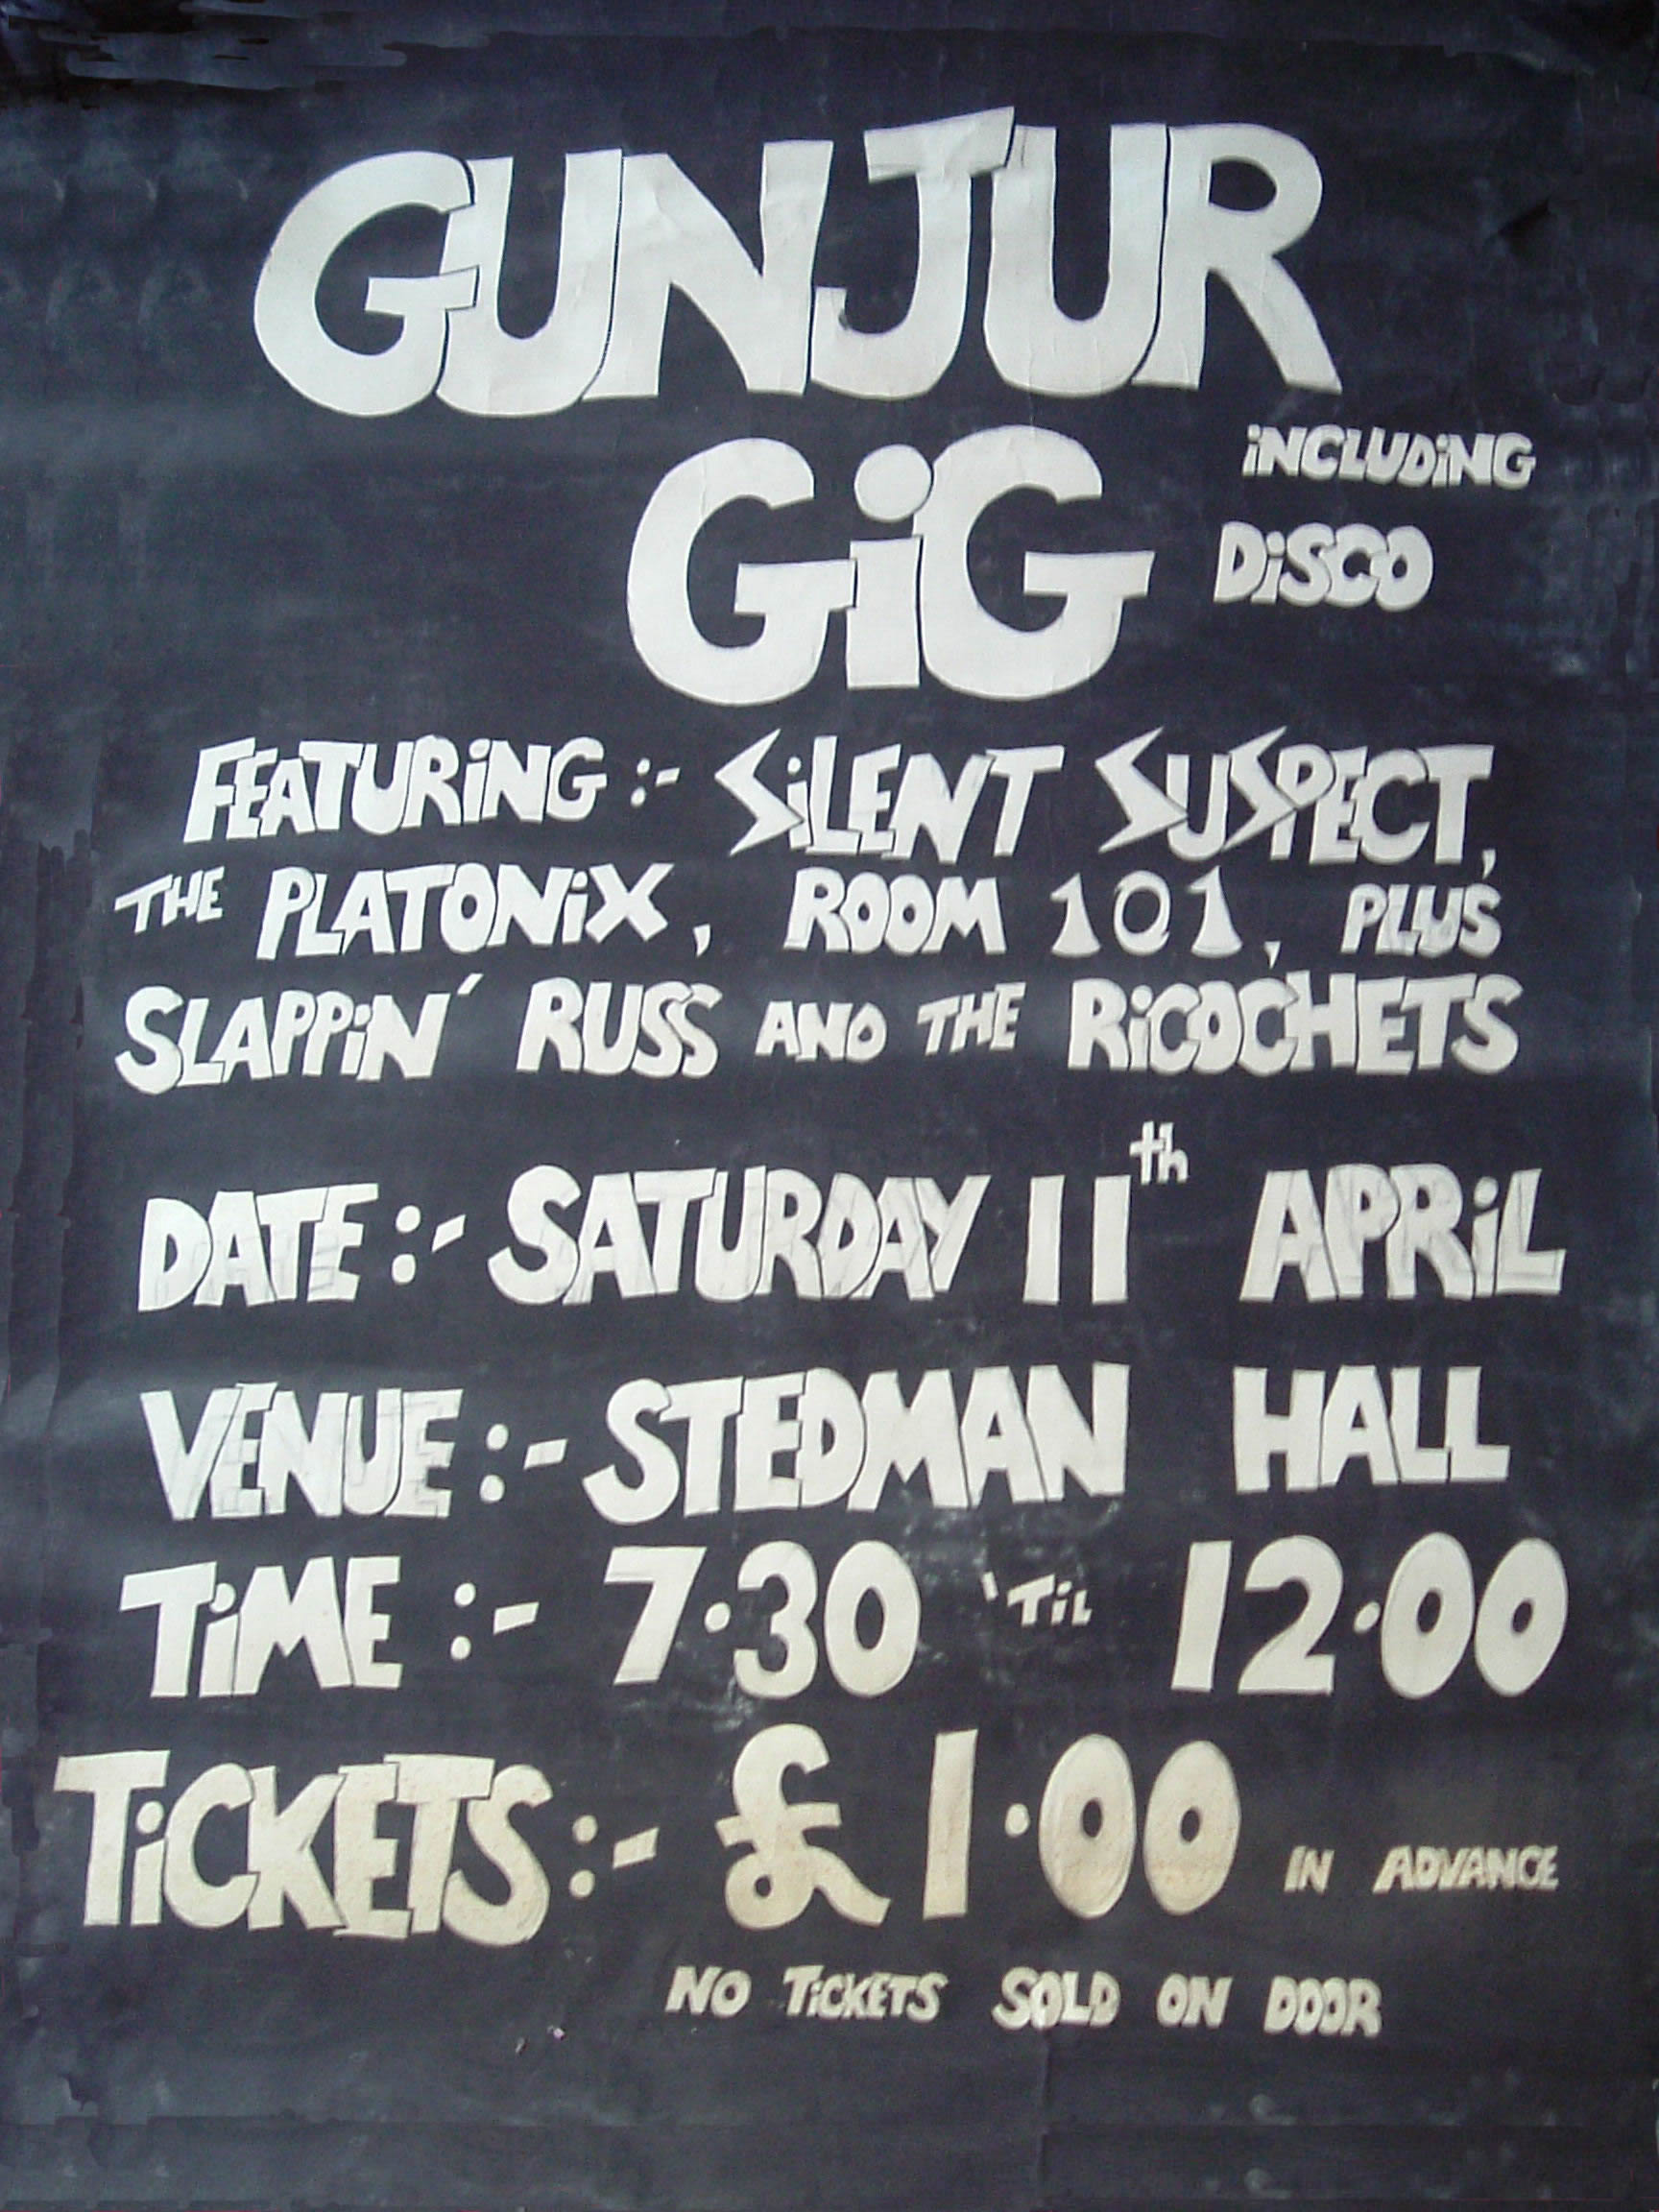 GUNJUR
GiG
iNCLUDiNG
DiSCO
FEATURiNG :- SiLENT SUSPECT,
THE PLATONiX, ROOM 101, PLUS
SLAPPiN' RUSS AND THE RiCOCHETS
DATE :- SATURDAY 11th APRiL
VENUE :- STEDMAN HALL
TiME :- 7·30 'TiL 12·00
TiCKETS :- £1·00 IN ADVANCE
NO TiCKETS SOLD ON DOOR